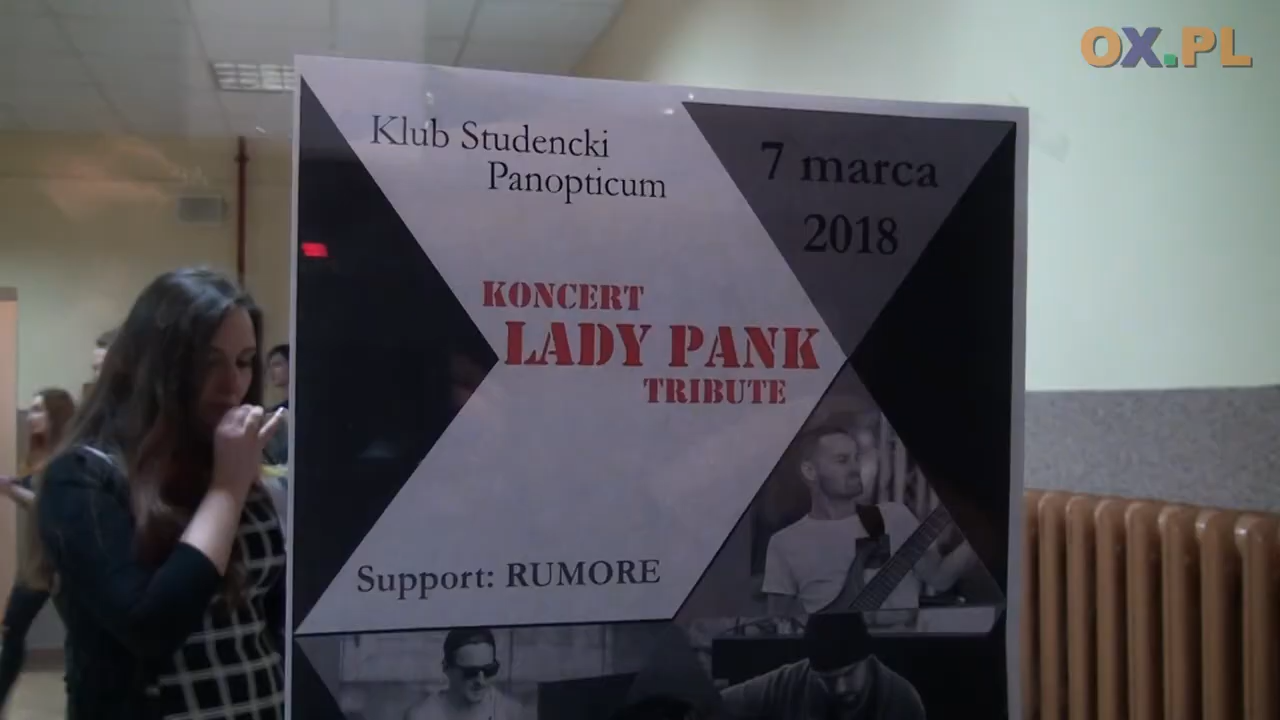 OX.PL
Klub Studencki
Panopticum
7 marca
2018
KONCERT
LADY PANK
TRIBUTE
Support: RUMORE